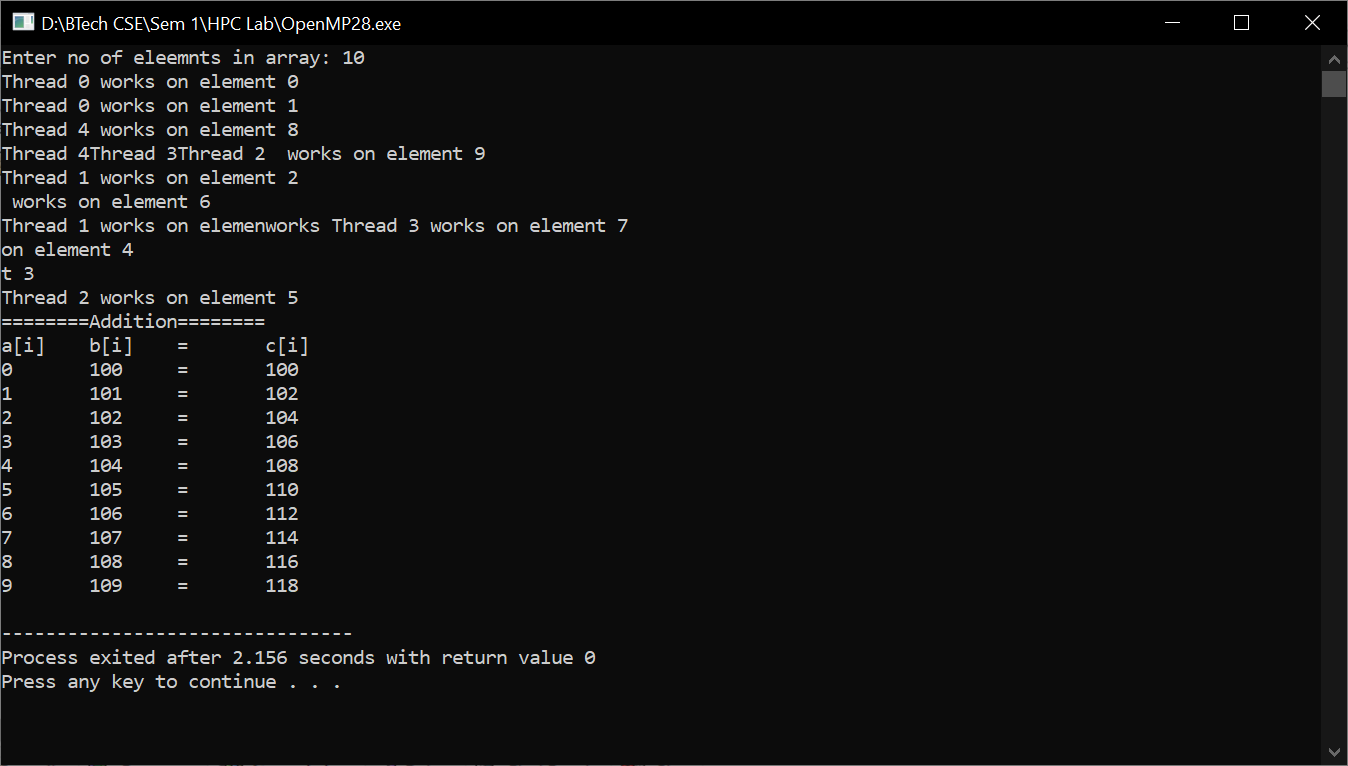 D:\BTech CSE\Sem 1\HPC Lab\OpenMP28.exe
Enter no of eleemnts in array: 10
Thread 0 works on element 0
Thread 0 works on element 1
Thread 4 works on element 8
Thread 4Thread 3Thread 2  works on element 9
Thread 1 works on element 2
 works on element 6
Thread 1 works on elemenworks Thread 3 works on element 7
on element 4
t 3
Thread 2 works on element 5
========Addition========
a[i]    b[i]    =       c[i]
0       100     =       100
1       101     =       102
2       102     =       104
3       103     =       106
4       104     =       108
5       105     =       110
6       106     =       112
7       107     =       114
8       108     =       116
9       109     =       118
--------------------------------
Process exited after 2.156 seconds with return value 0
Press any key to continue . . .